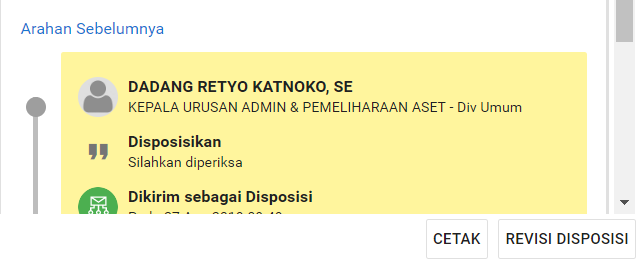 Arahan Sebelumnya
DADANG RETYO KATNOKO, SE
KEPALA URUSAN ADMIN & PEMELIHARAAN ASET - Div Umum
Disposisikan
Silahkan diperiksa
Dikirim sebagai Disposisi
CETAK
REVISI DISPOSISI